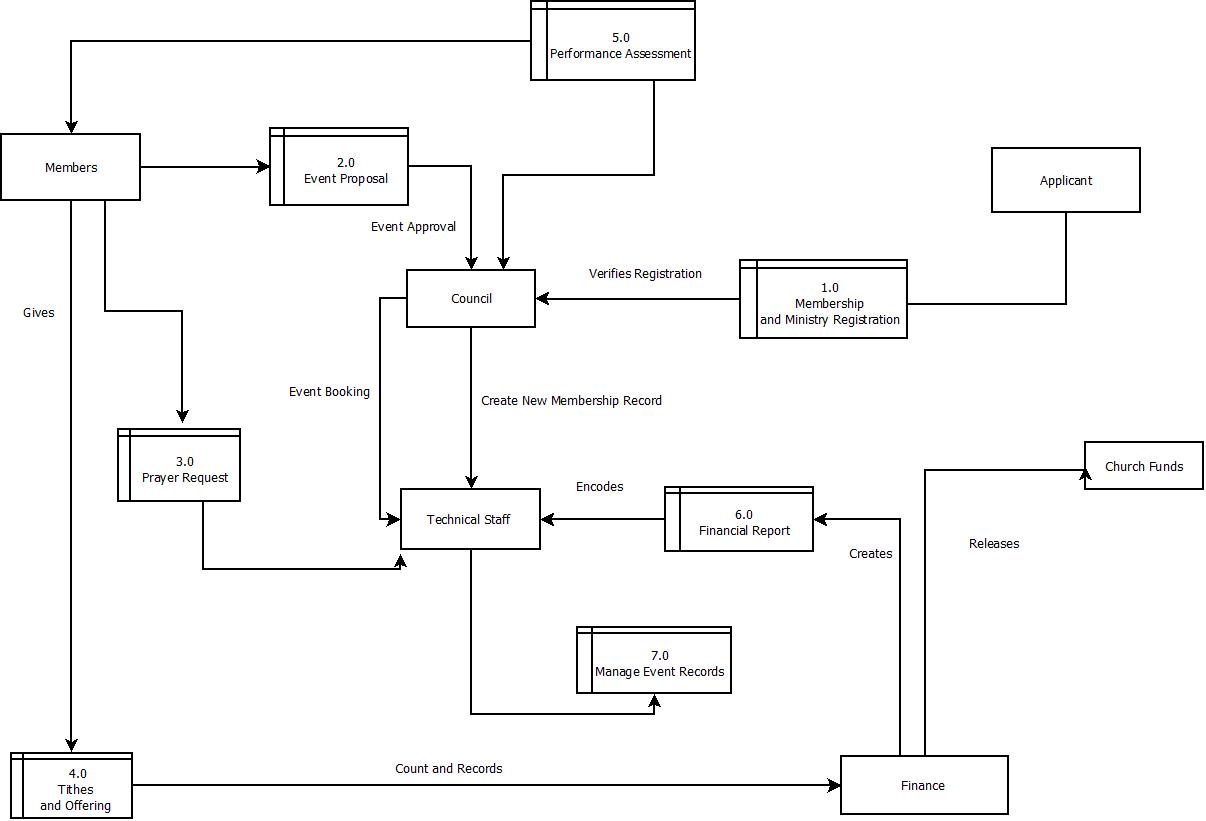 5.0
Performance Assessment
Members
2.0
Event Proposal
Applicant
Event Approval
Verifies Registration
1.0
Membership
and Ministry Registration
Council
Gives
Event Booking
Create New Membership Record
3.0
Prayer Request
Church Funds
Encodes
Technical Staff
6.0
Financial Report
Creates
Releases
7.0
Manage Event Records
4.0
Tithes
and Offering
Count and Records
Finance